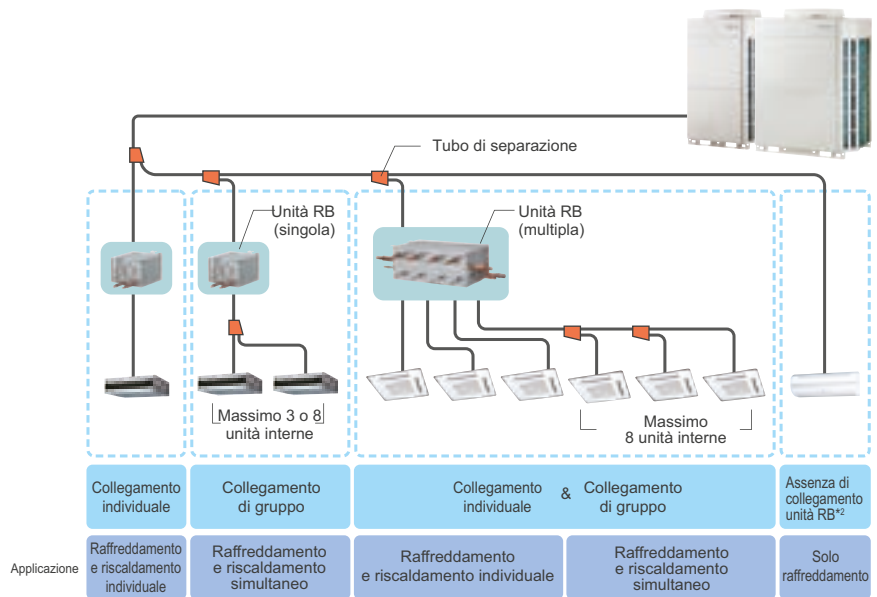 Tubo di separazione
Unità RB
(singola)
Unità RB
(multipla)
Massimo 3 o 8
unità interne
Massimo
8 unità interne
Collegamento
individuale
Collegamento
di gruppo
Collegamento
individuale
&
Collegamento
di gruppo
Assenza di
collegamento
unità RB*2
Applicazione
Raffreddamento
e riscaldamento
individuale
Raffreddamento
e riscaldamento
simultaneo
Raffreddamento
e riscaldamento individuale
Raffreddamento
e riscaldamento
simultaneo
Solo
raffreddamento